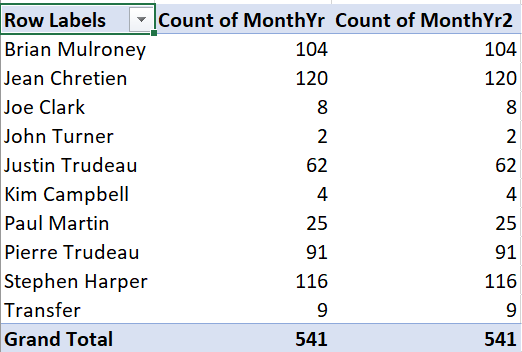 Row Labels Count of MonthYr Count of MonthYr2
Brian Mulroney 104 104
Jean Chretien 120 120
Joe Clark 8 8
John Turner 2 2
Justin Trudeau 62 62
Kim Campbell 4 4
Paul Martin 25 25
Pierre Trudeau 91 91
Stephen Harper 116 116
Transfer 9 9
Grand Total 541 541